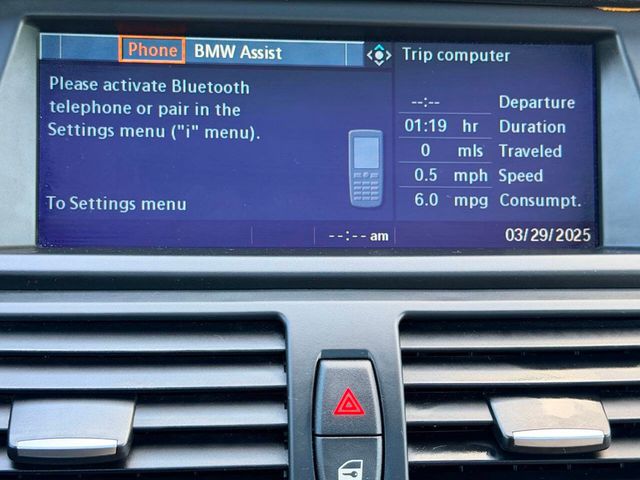 Phone BMW Assist
Please activate Bluetooth
telephone or pair in the
Settings menu ("i" menu).
To Settings menu
Trip computer
--:-- Departure
01:19 hr Duration
0 mls Traveled
0.5 mph Speed
6.0 mpg Consumpt.
--:-- am
03/29/2025